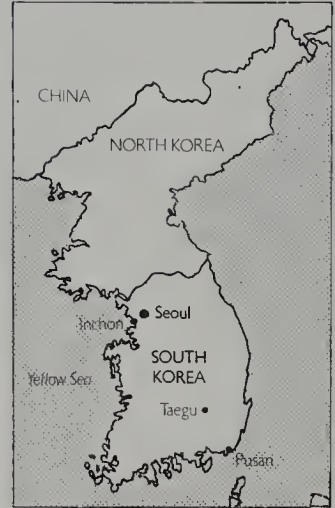 CHINA
NORTH KOREA
Seoul
Inchon
SOUTH
KOREA
Yellow Sea
Taegu
Pusan